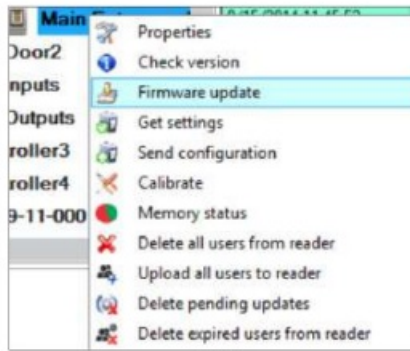 Main
Properties
Door2
Check version
nputs
Firmware update
Outputs
Get settings
roller3
Send configuration
roller4
Calibrate
9-11-000
Memory status
Delete all users from reader
Upload all users to reader
Delete pending updates
Delete expired users from reader